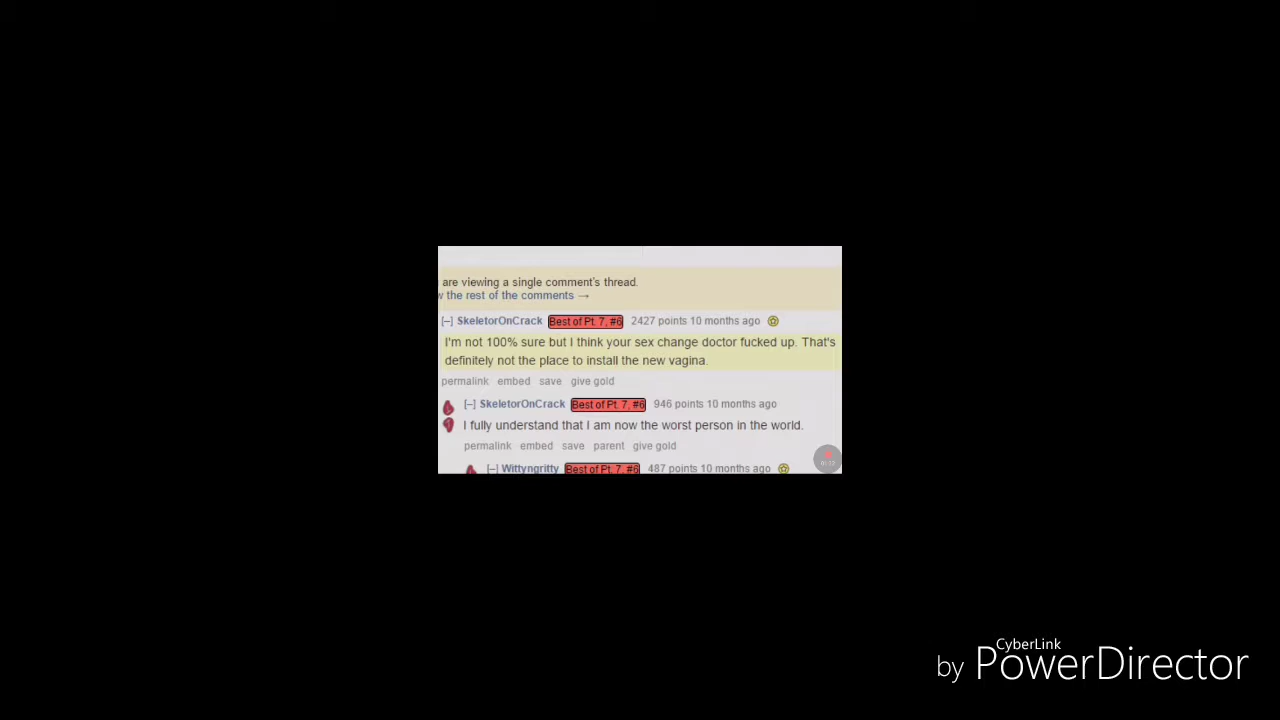 are viewing a single comment's thread.
w the rest of the comments →
[–] SkeletorOnCrack Best of Pt. 7, #6 2427 points 10 months ago
I'm not 100% sure but I think your sex change doctor fucked up. That's
definitely not the place to install the new vagina.
permalink embed save give gold
[–] SkeletorOnCrack Best of Pt. 7, #6 946 points 10 months ago
I fully understand that I am now the worst person in the world.
permalink embed save parent give gold
[–] Wittyngritty Best of Pt. 7, #6 487 points 10 months ago
CyberLink
by PowerDirector